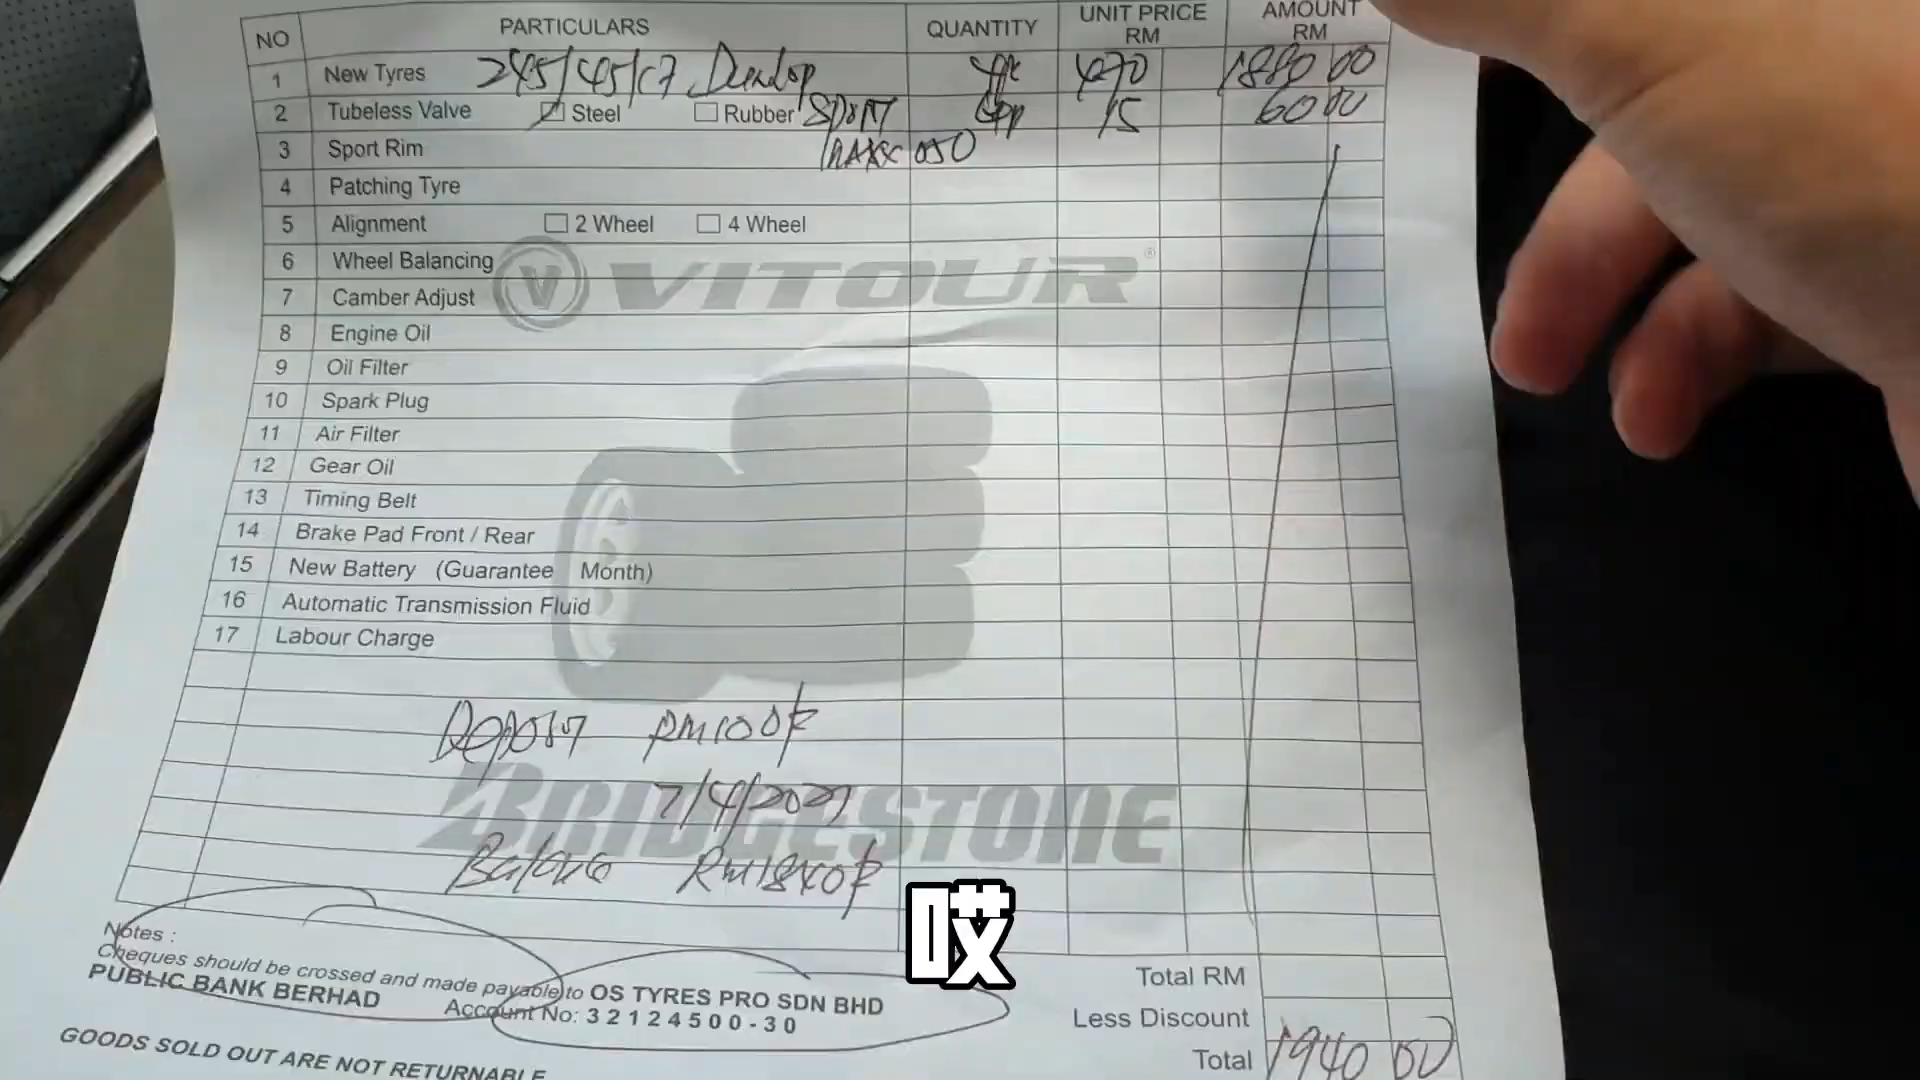 NO PARTICULARS QUANTITY UNIT PRICE RM AMOUNT RM
1 New Tyres 245/45/17 Dunlop 4pc 470 1880 00
2 Tubeless Valve Steel Rubber SPORT 15 60 00
3 Sport Rim MAXX 050
4 Patching Tyre
5 Alignment 2 Wheel 4 Wheel
6 Wheel Balancing
VITOUR ®
7 Camber Adjust
8 Engine Oil
9 Oil Filter
10 Spark Plug
11 Air Filter
12 Gear Oil
13 Timing Belt
14 Brake Pad Front / Rear
15 New Battery (Guarantee Month)
16 Automatic Transmission Fluid
17 Labour Charge
Deposit RM100
7/4/202
BRIDGESTONE
Balance RM1840
哎
Notes :
Cheques should be crossed and made payable to OS TYRES PRO SDN BHD
PUBLIC BANK BERHAD Account No: 32124500-30
GOODS SOLD OUT ARE NOT RETURNABLE
Total RM
Less Discount
Total 1940 00